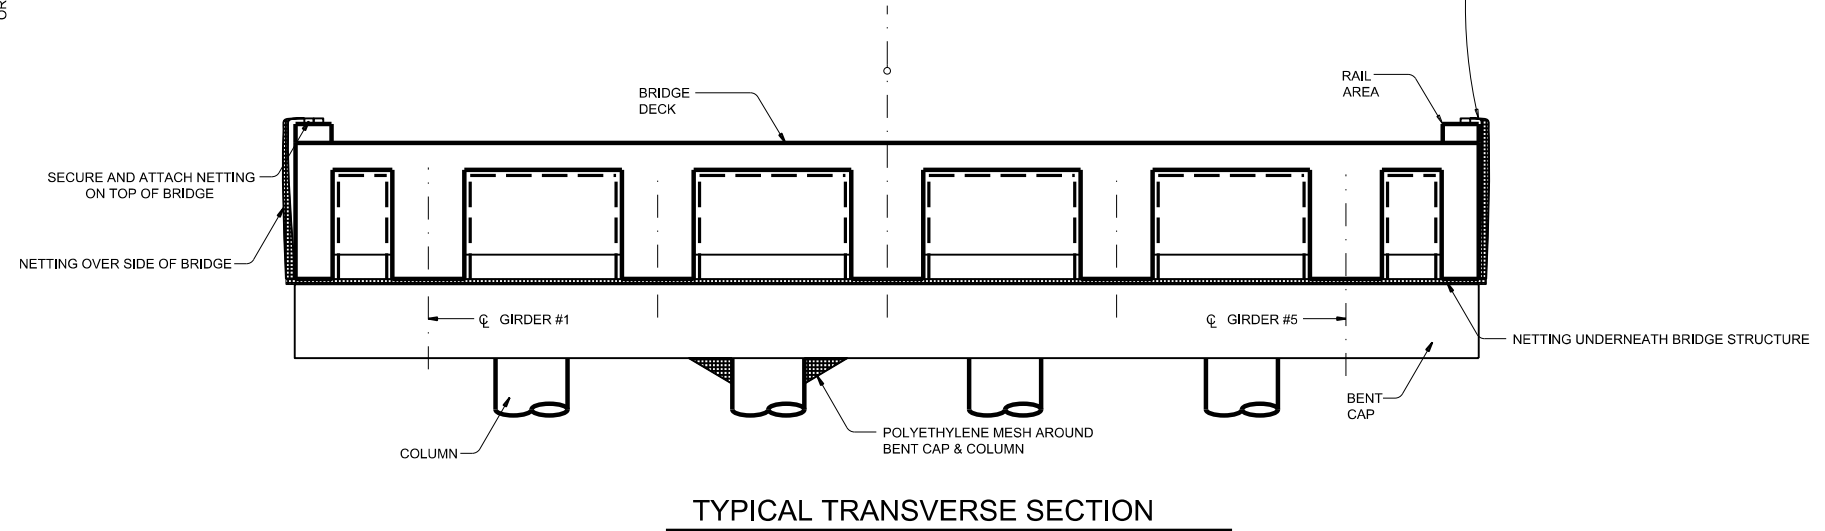 OR
RAIL
AREA
BRIDGE
DECK
SECURE AND ATTACH NETTING
ON TOP OF BRIDGE
NETTING OVER SIDE OF BRIDGE
℄ GIRDER #1
℄ GIRDER #5
NETTING UNDERNEATH BRIDGE STRUCTURE
BENT
CAP
POLYETHYLENE MESH AROUND
BENT CAP & COLUMN
COLUMN
TYPICAL TRANSVERSE SECTION